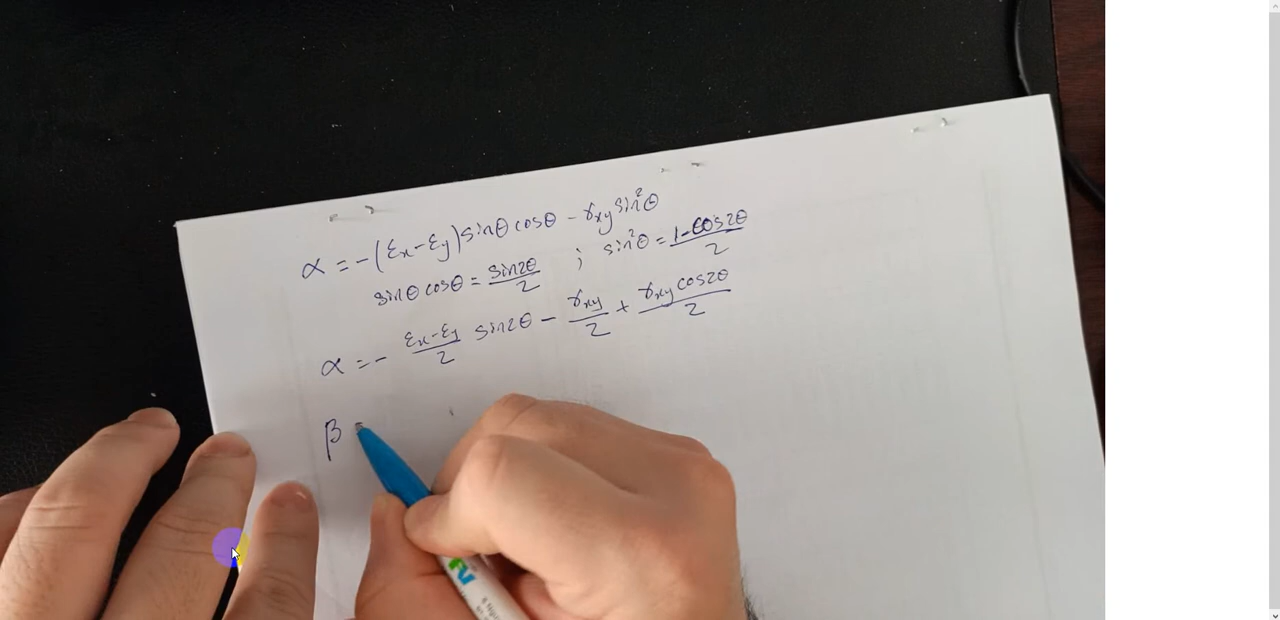 α = -(εx-εy)sinθ cosθ - γxy sin²θ
sinθ cosθ = sin2θ/2 ; sin²θ = 1-cos2θ/2
α = - εx-εy/2 sin2θ - γxy/2 + γxy cos2θ/2
β =